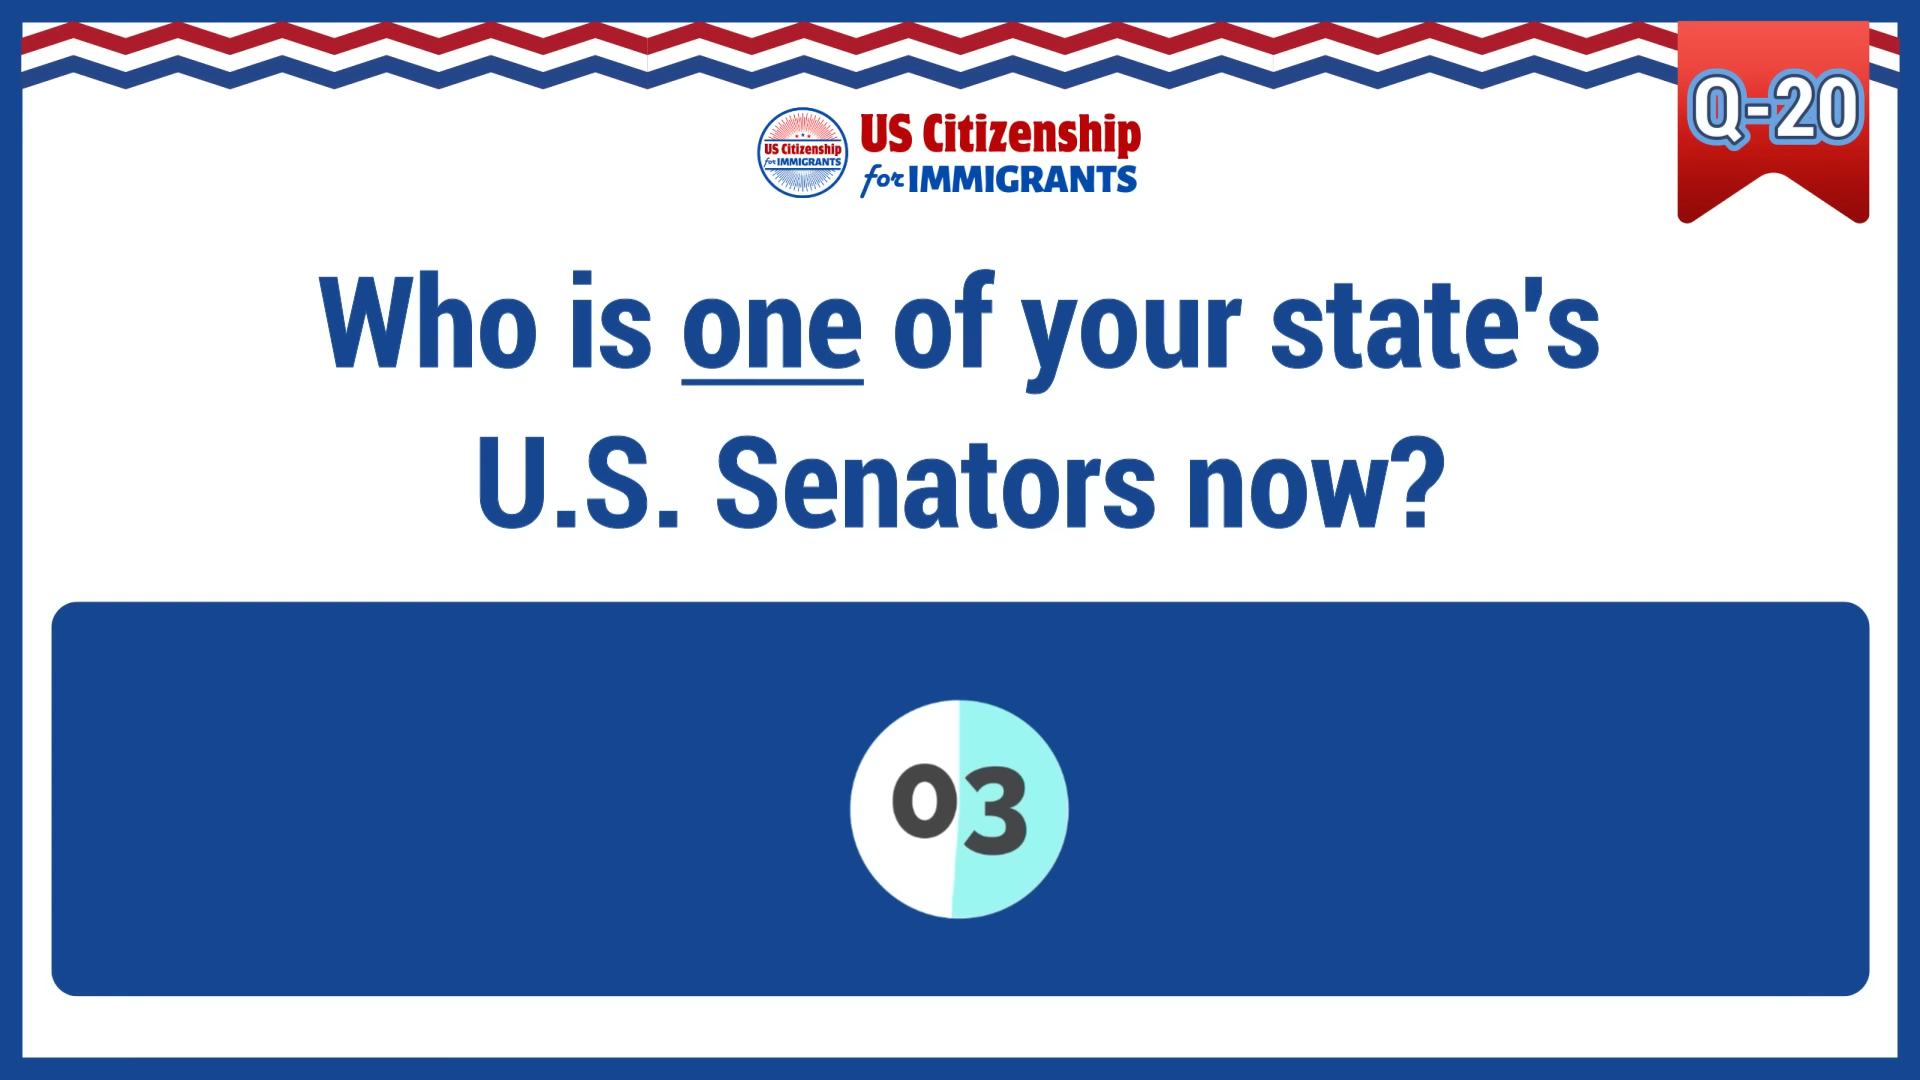 Q-20
US Citizenship
for IMMIGRANTS
US Citizenship
for IMMIGRANTS
Who is one of your state's
U.S. Senators now?
03